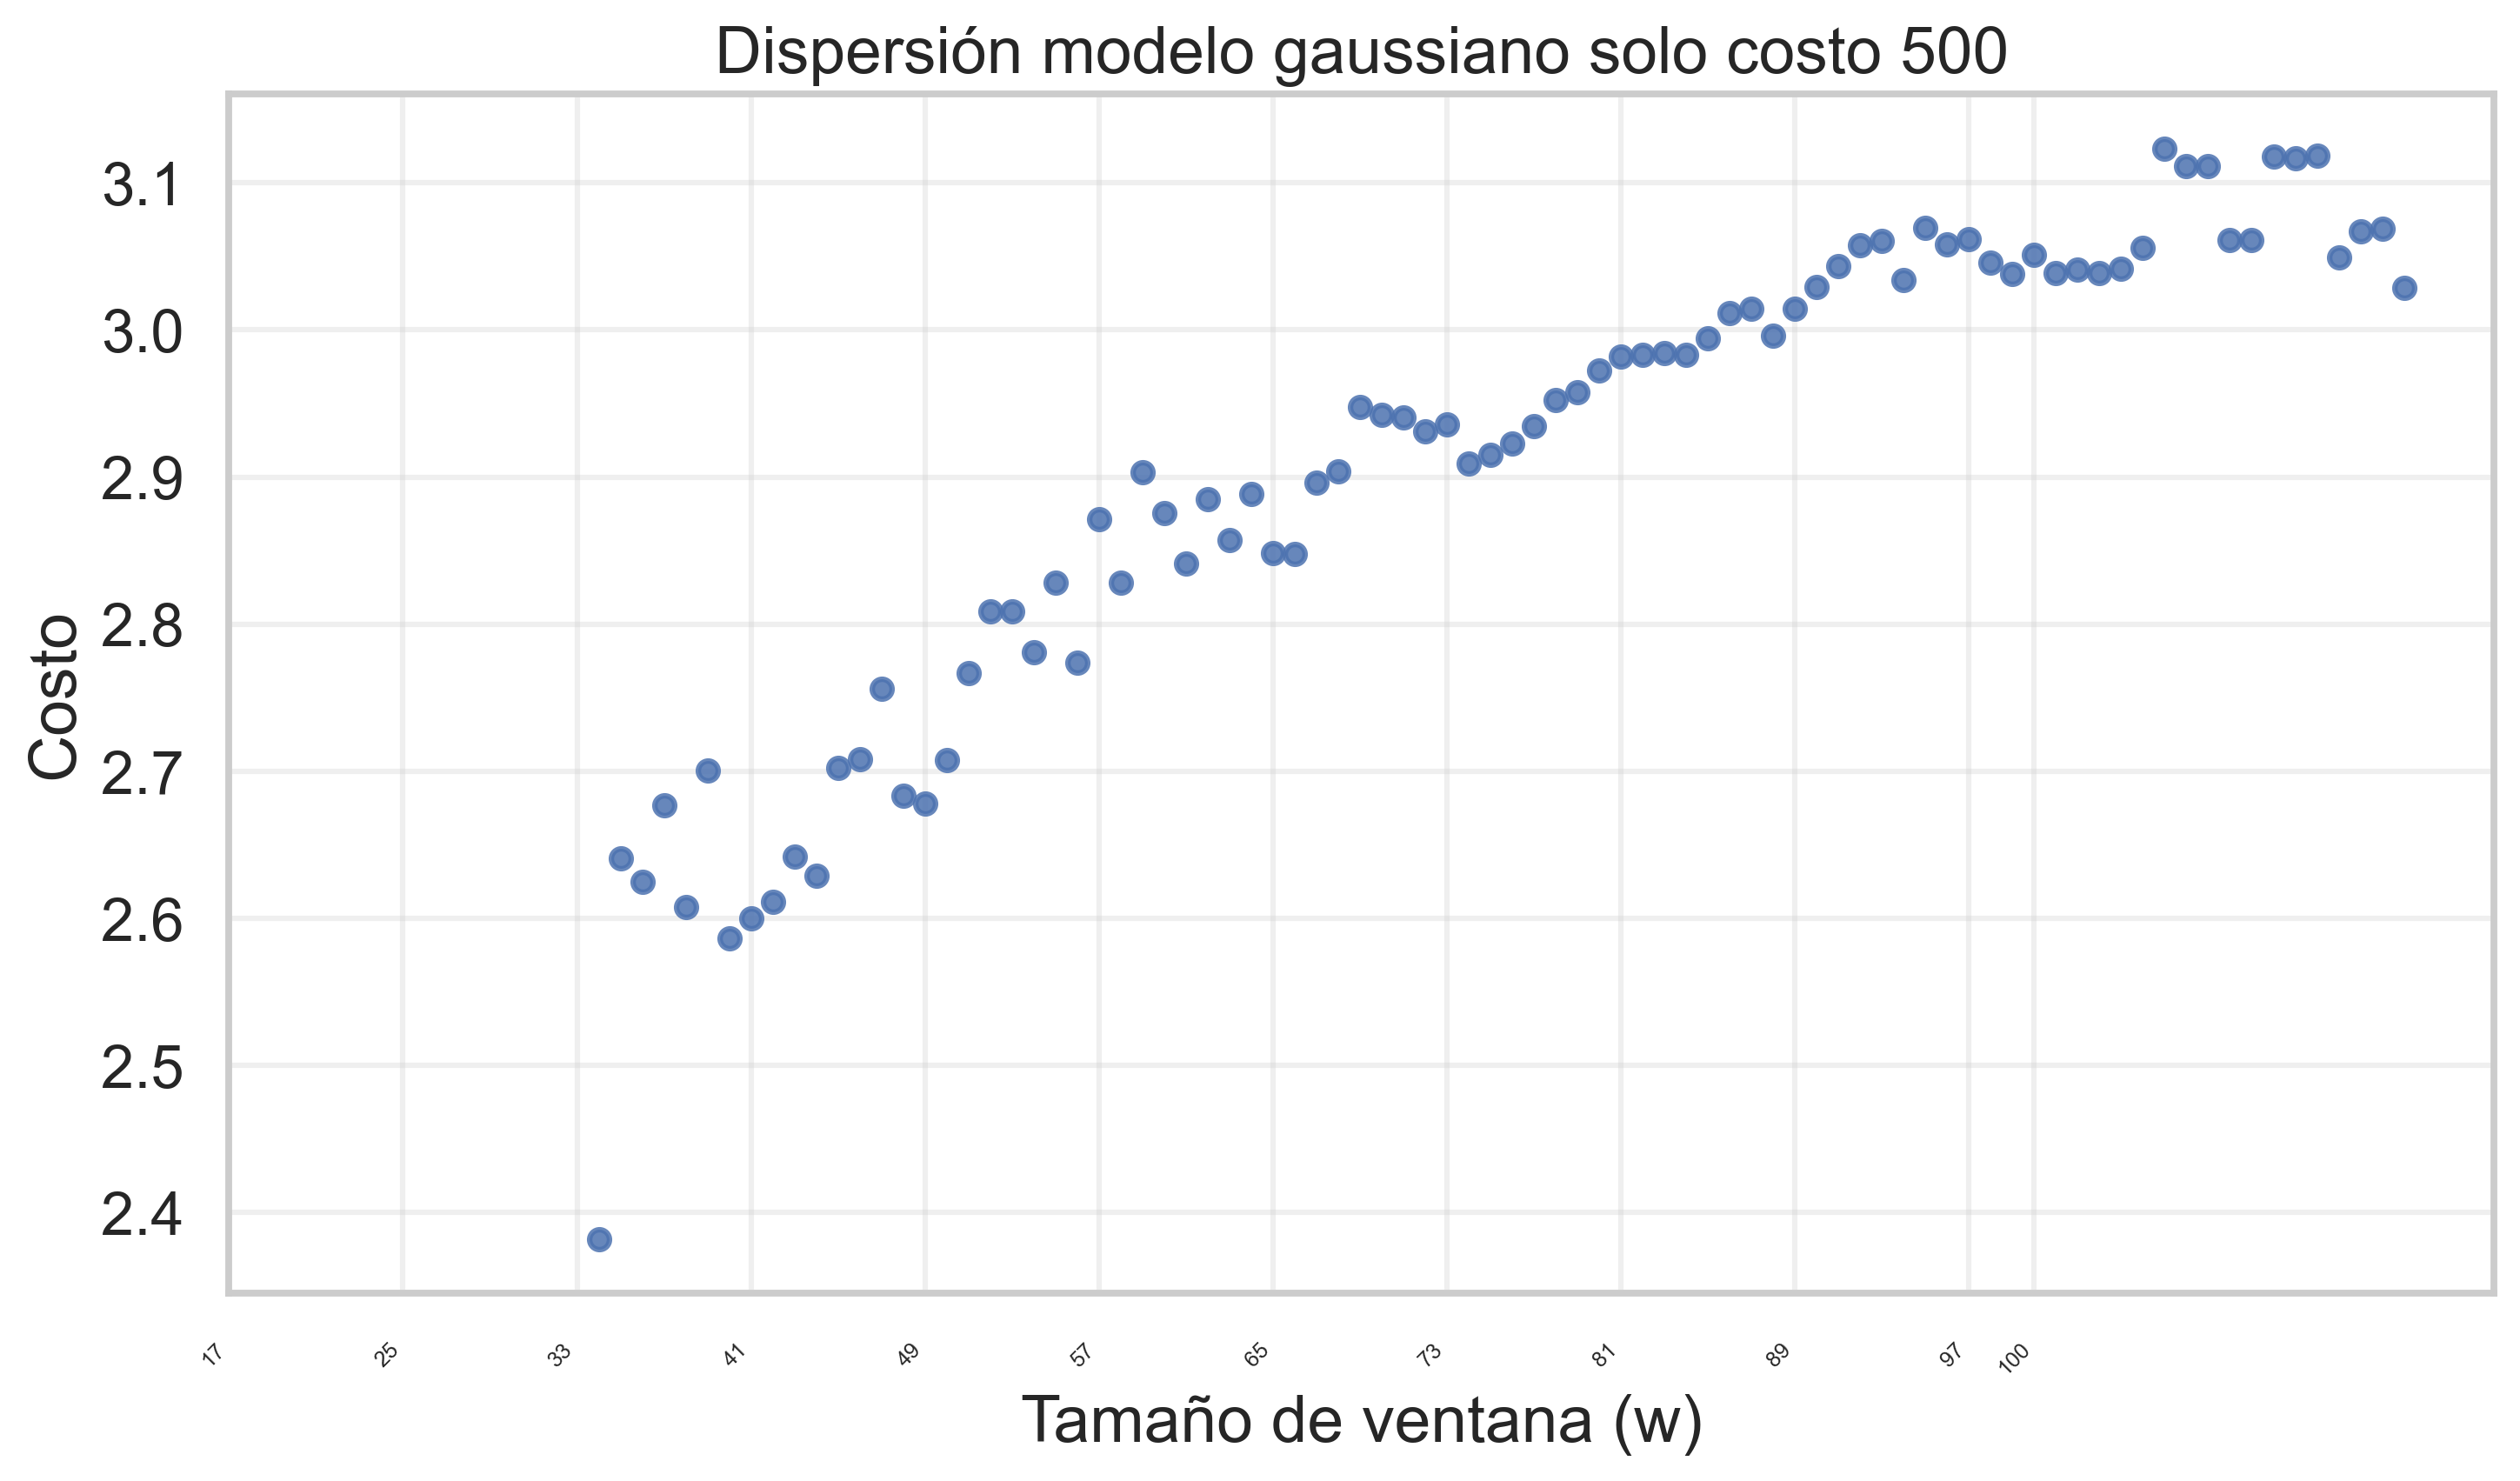 Dispersión modelo gaussiano solo costo 500
Costo
3.1
3.0
2.9
2.8
2.7
2.6
2.5
2.4
17 25 33 41 49 57 65 73 81 89 97 100
Tamaño de ventana (w)